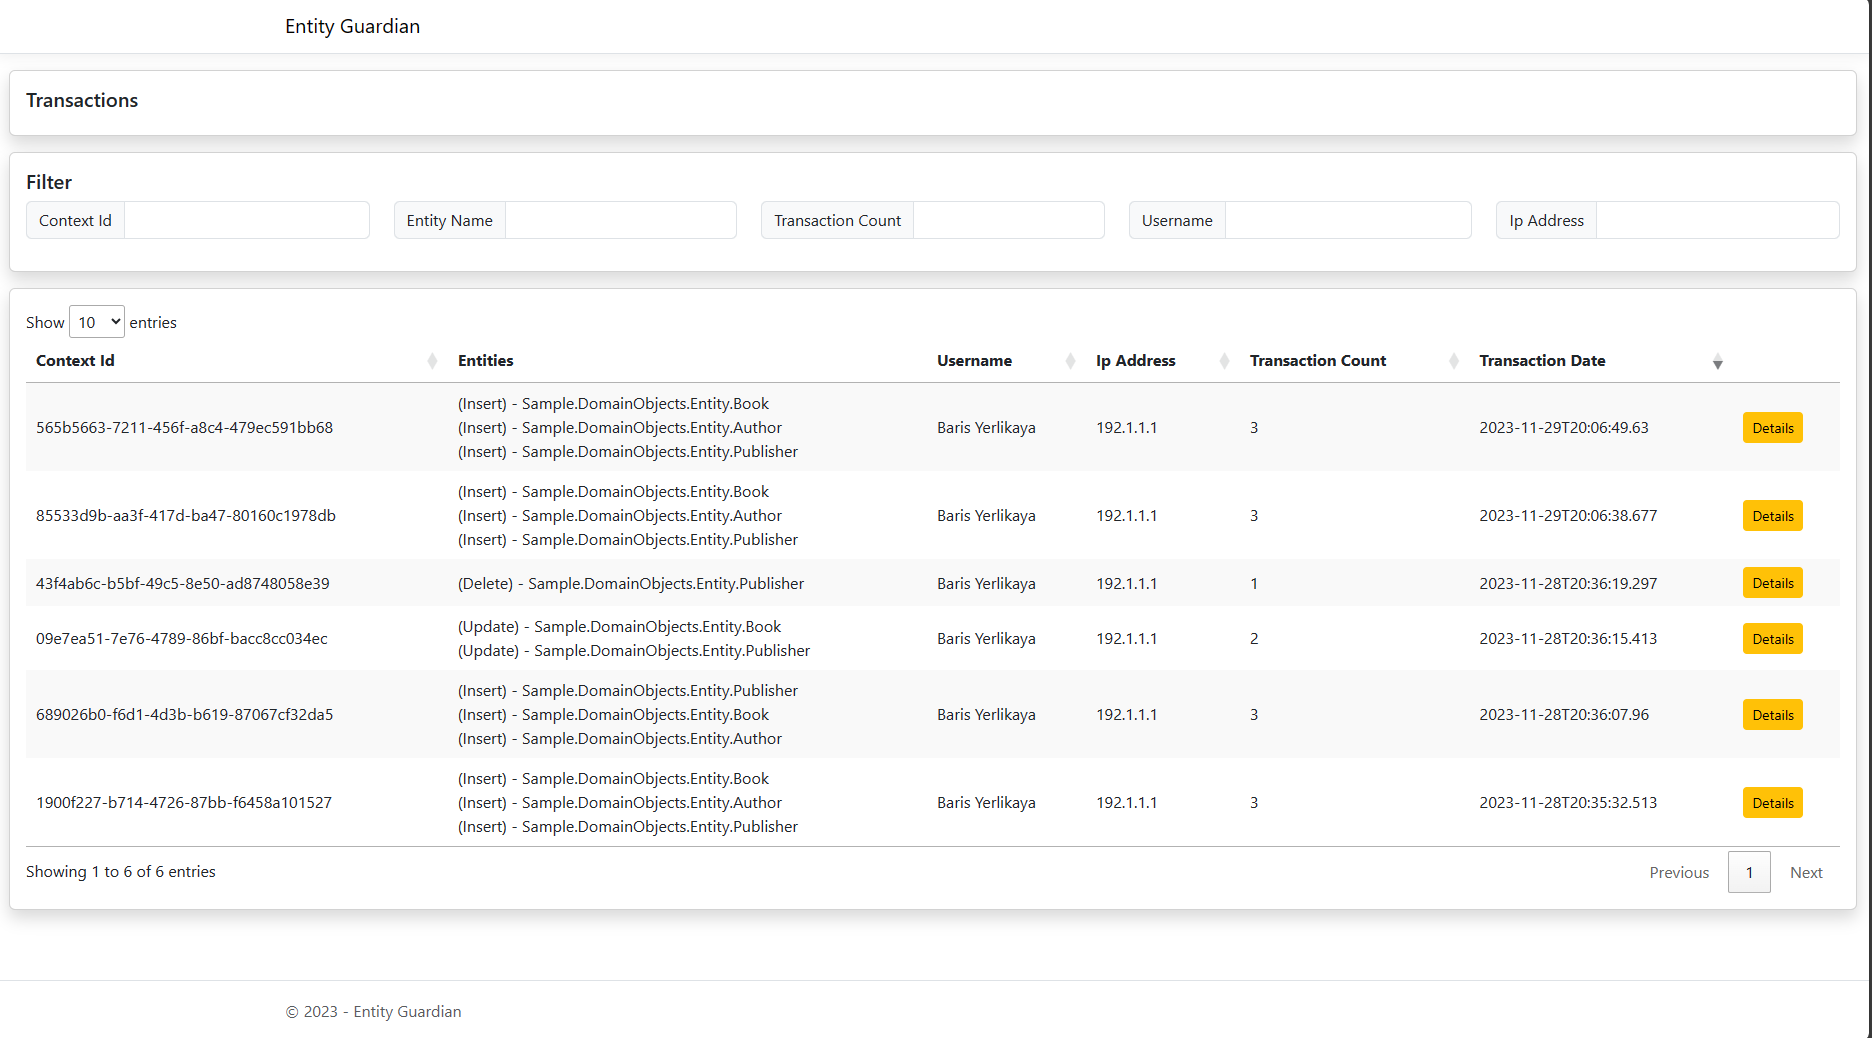 Entity Guardian
Transactions
Filter
Context Id Entity Name Transaction Count Username Ip Address
Show 10 entries
Context Id Entities Username Ip Address Transaction Count Transaction Date
(Insert) - Sample.DomainObjects.Entity.Book
565b5663-7211-456f-a8c4-479ec591bb68 (Insert) - Sample.DomainObjects.Entity.Author Baris Yerlikaya 192.1.1.1 3 2023-11-29T20:06:49.63 Details
(Insert) - Sample.DomainObjects.Entity.Publisher
(Insert) - Sample.DomainObjects.Entity.Book
85533d9b-aa3f-417d-ba47-80160c1978db (Insert) - Sample.DomainObjects.Entity.Author Baris Yerlikaya 192.1.1.1 3 2023-11-29T20:06:38.677 Details
(Insert) - Sample.DomainObjects.Entity.Publisher
43f4ab6c-b5bf-49c5-8e50-ad8748058e39 (Delete) - Sample.DomainObjects.Entity.Publisher Baris Yerlikaya 192.1.1.1 1 2023-11-28T20:36:19.297 Details
(Update) - Sample.DomainObjects.Entity.Book
09e7ea51-7e76-4789-86bf-bacc8cc034ec Baris Yerlikaya 192.1.1.1 2 2023-11-28T20:36:15.413 Details
(Update) - Sample.DomainObjects.Entity.Publisher
(Insert) - Sample.DomainObjects.Entity.Publisher
689026b0-f6d1-4d3b-b619-87067cf32da5 (Insert) - Sample.DomainObjects.Entity.Book Baris Yerlikaya 192.1.1.1 3 2023-11-28T20:36:07.96 Details
(Insert) - Sample.DomainObjects.Entity.Author
(Insert) - Sample.DomainObjects.Entity.Book
1900f227-b714-4726-87bb-f6458a101527 (Insert) - Sample.DomainObjects.Entity.Author Baris Yerlikaya 192.1.1.1 3 2023-11-28T20:35:32.513 Details
(Insert) - Sample.DomainObjects.Entity.Publisher
Showing 1 to 6 of 6 entries Previous 1 Next
© 2023 - Entity Guardian